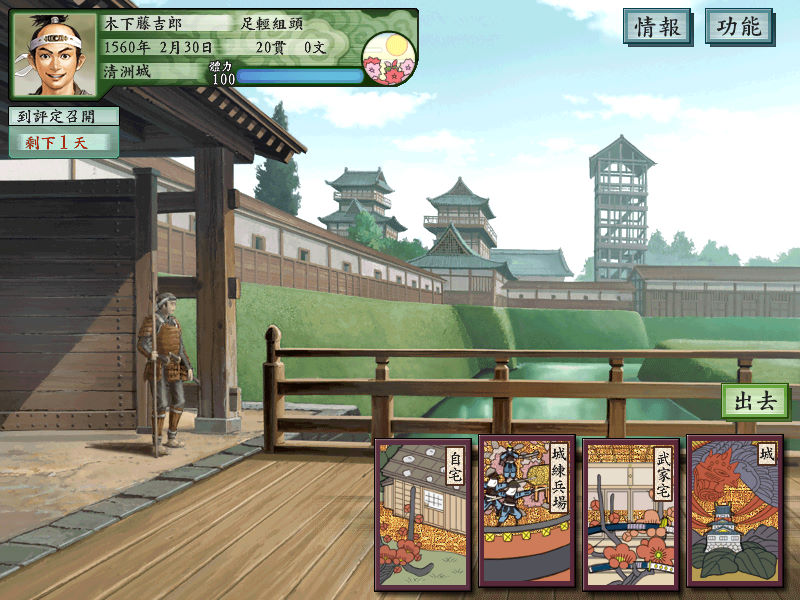 木下藤吉郎 足輕組頭
1560年 2月30日 20貫 0文
清洲城 體力 100
到評定召開
剩下1天
情報
功能
出去
自宅
城練兵場
武家宅
城